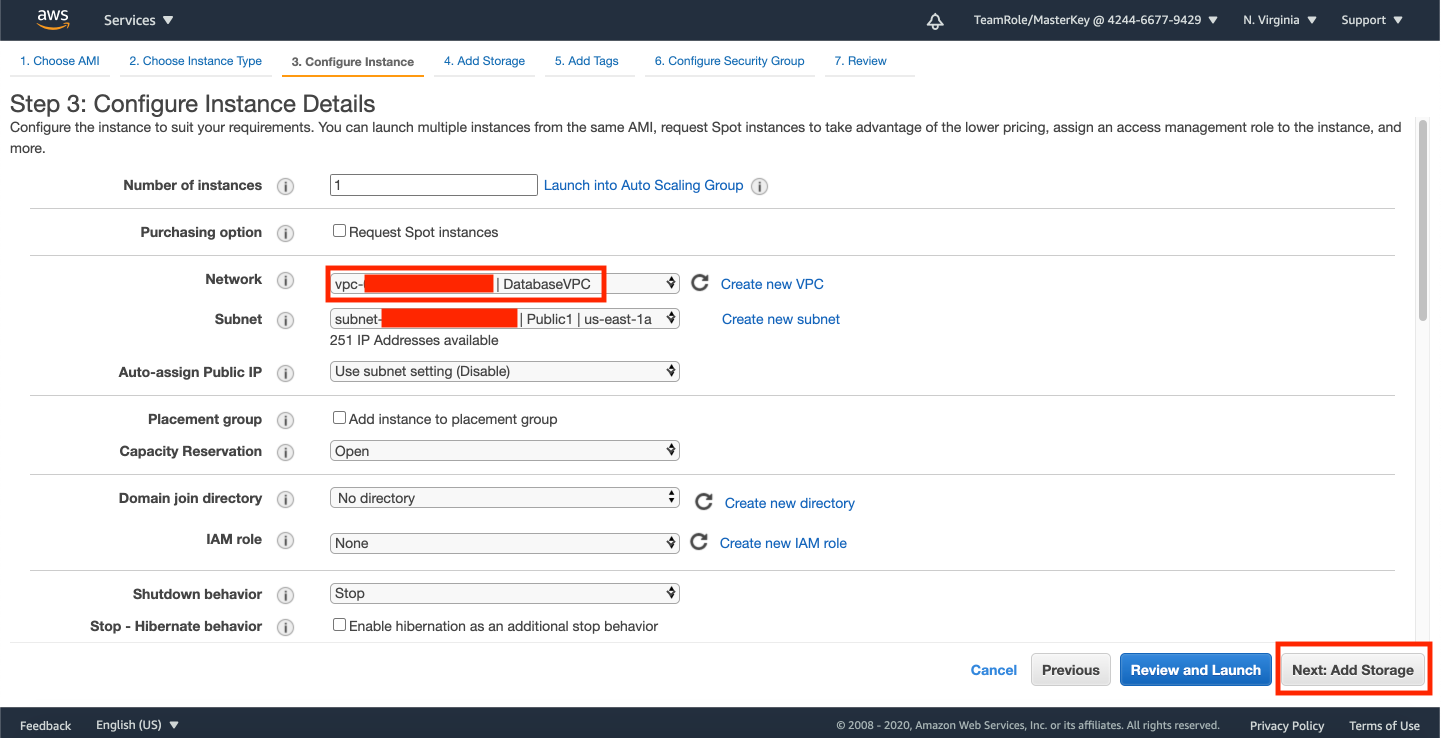 aws Services TeamRole/MasterKey @ 4244-6677-9429 N. Virginia Support
1. Choose AMI 2. Choose Instance Type 3. Configure Instance 4. Add Storage 5. Add Tags 6. Configure Security Group 7. Review
Step 3: Configure Instance Details
Configure the instance to suit your requirements. You can launch multiple instances from the same AMI, request Spot instances to take advantage of the lower pricing, assign an access management role to the instance, and
more.
Number of instances i 1 Launch into Auto Scaling Group i
Purchasing option i Request Spot instances
Network i vpc- | DatabaseVPC Create new VPC
Subnet i subnet- | Public1 | us-east-1a Create new subnet
251 IP Addresses available
Auto-assign Public IP i Use subnet setting (Disable)
Placement group i Add instance to placement group
Capacity Reservation i Open
Domain join directory i No directory Create new directory
IAM role i None Create new IAM role
Shutdown behavior i Stop
Stop - Hibernate behavior i Enable hibernation as an additional stop behavior
Cancel Previous Review and Launch Next: Add Storage
Feedback English (US) © 2008 - 2020, Amazon Web Services, Inc. or its affiliates. All rights reserved. Privacy Policy Terms of Use